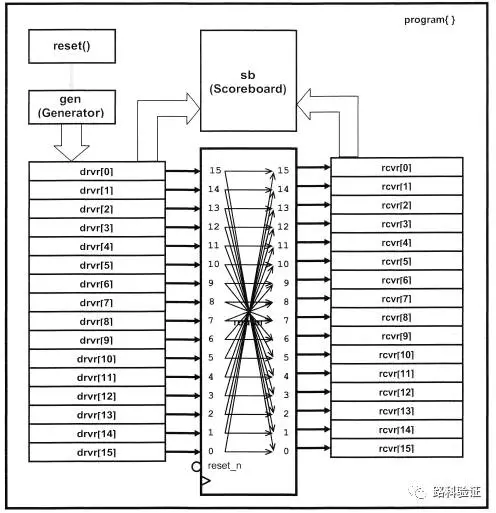 program{ }
reset()
gen
(Generator)
sb
(Scoreboard)
drvr[0]
drvr[1]
drvr[2]
drvr[3]
drvr[4]
drvr[5]
drvr[6]
drvr[7]
drvr[8]
drvr[9]
drvr[10]
drvr[11]
drvr[12]
drvr[13]
drvr[14]
drvr[15]
15 15
14 14
13 13
12 12
11 11
10 10
9 9
8 8
7 7
6 6
5 5
4 4
3 3
2 2
1 1
0 0
reset_n
rcvr[0]
rcvr[1]
rcvr[2]
rcvr[3]
rcvr[4]
rcvr[5]
rcvr[6]
rcvr[7]
rcvr[8]
rcvr[9]
rcvr[10]
rcvr[11]
rcvr[12]
rcvr[13]
rcvr[14]
rcvr[15]
路科验证